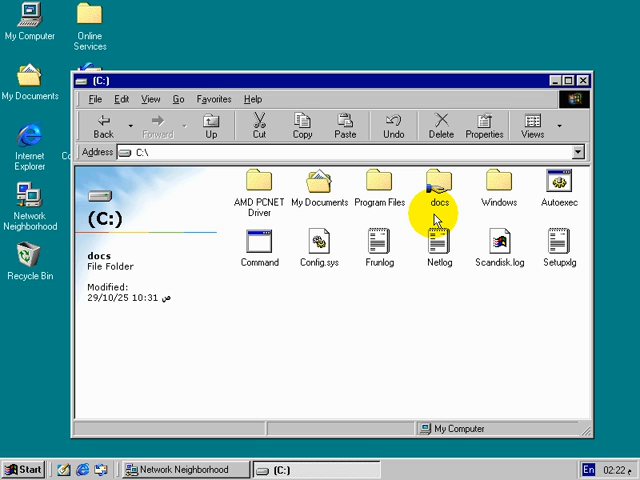 My Computer
Online Services
My Documents
Internet Explorer
Network Neighborhood
Recycle Bin
(C:)
File Edit View Go Favorites Help
Back Forward Up Cut Copy Paste Undo Delete Properties Views
Address C:\
(C:)
docs
File Folder
Modified:
29/10/25 10:31 ص
AMD PCNET Driver
My Documents
Program Files
docs
Windows
Autoexec
Command
Config.sys
Frunlog
Netlog
Scandisk.log
Setupxlg
My Computer
Start
Network Neighborhood
(C:)
En
02:22 م